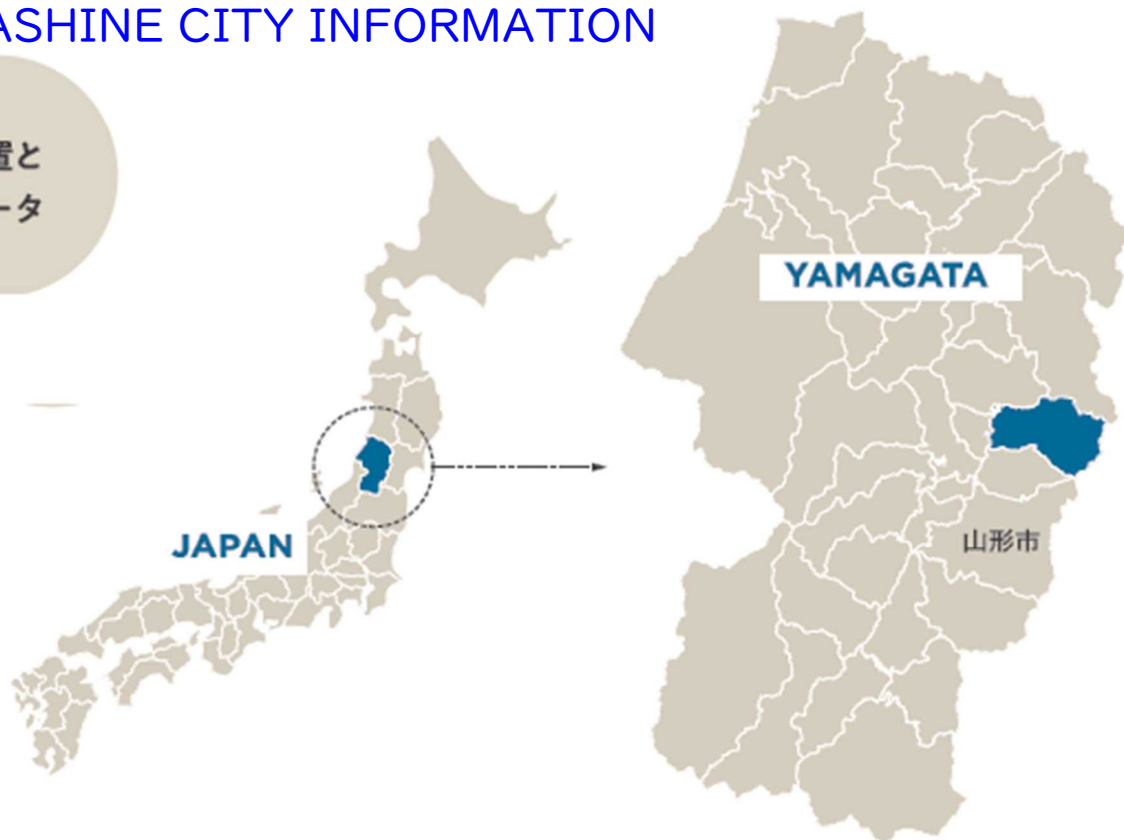 ASHINE CITY INFORMATION
置と
ータ
YAMAGATA
JAPAN
山形市